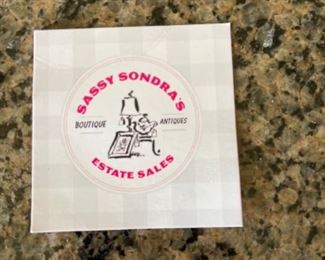 SASSY SONDRA'S
BOUTIQUE ANTIQUES
ESTATE SALES